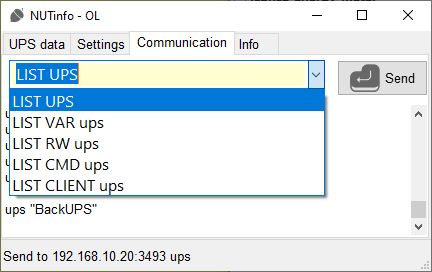 NUTinfo - OL
UPS data Settings Communication Info
LIST UPS
Send
LIST UPS
LIST VAR ups
LIST RW ups
LIST CMD ups
LIST CLIENT ups
ups "BackUPS"
Send to 192.168.10.20:3493 ups